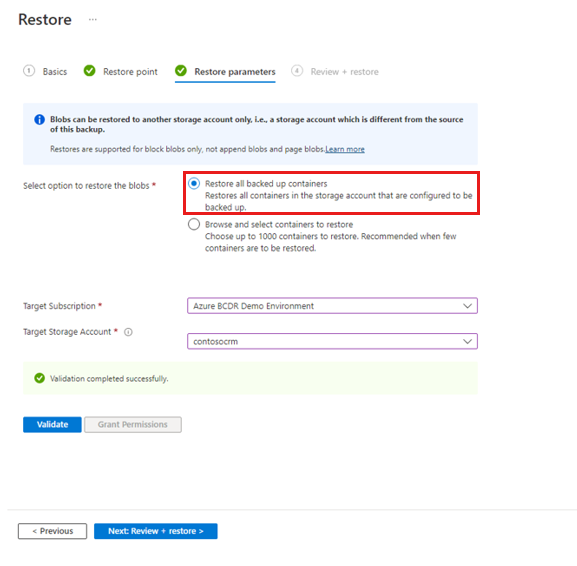 Restore ...
1 Basics Restore point Restore parameters 4 Review + restore
Blobs can be restored to another storage account only, i.e., a storage account which is different from the source
of this backup.
Restores are supported for block blobs only, not append blobs and page blobs.Learn more
Select option to restore the blobs *
Restore all backed up containers
Restores all containers in the storage account that are configured to be
backed up.
Browse and select containers to restore
Choose up to 1000 containers to restore. Recommended when few
containers are to be restored.
Target Subscription *
Azure BCDR Demo Environment
Target Storage Account *
contosocrm
Validation completed successfully.
Validate Grant Permissions
< Previous Next: Review + restore >